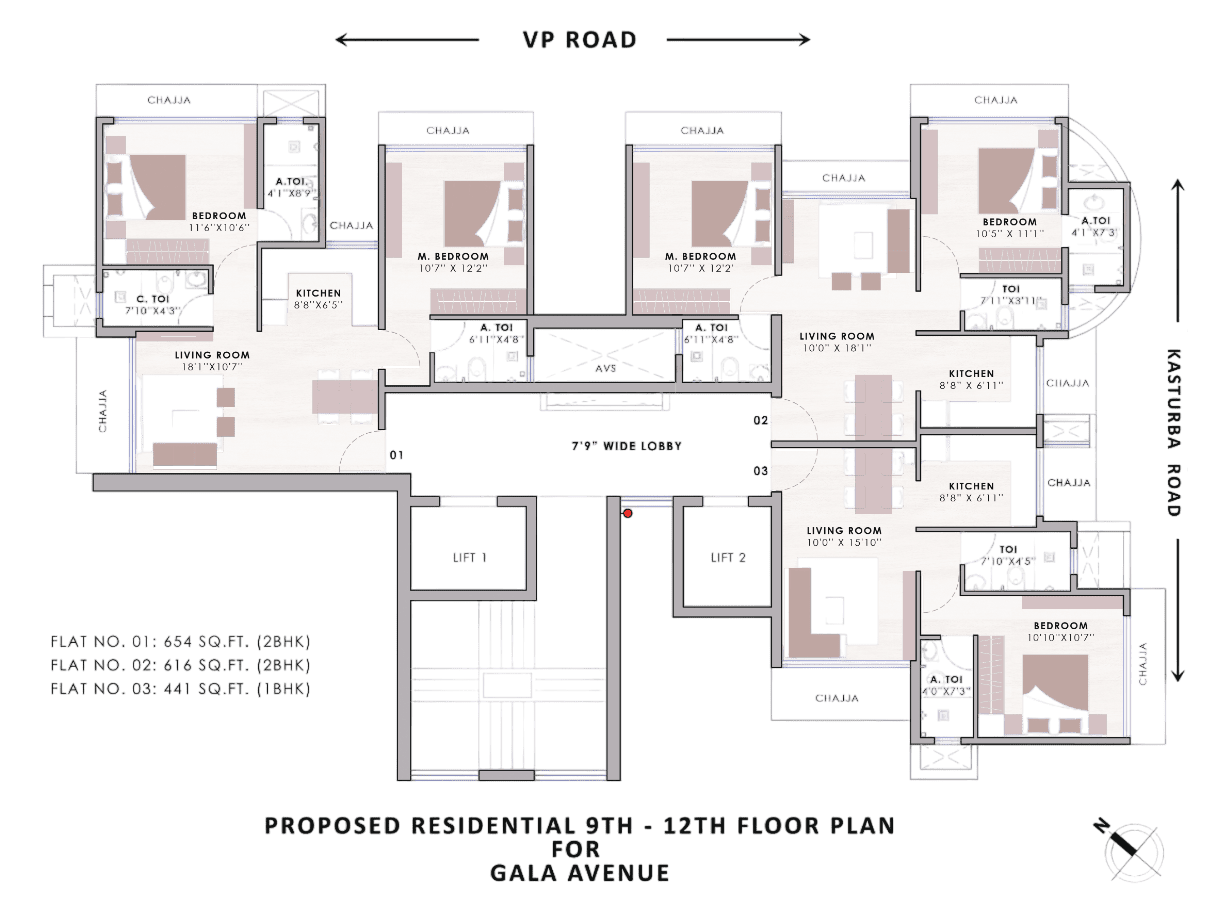 VP ROAD
CHAJJA
CHAJJA
CHAJJA
CHAJJA
CHAJJA
CHAJJA
A.TOI.
4'1"X8'9"
BEDROOM
11'6"X10'6"
BEDROOM
10'5" X 11'1"
A.TOI
4'1"X7'3'
M. BEDROOM
10'7" X 12'2"
M. BEDROOM
10'7" X 12'2'
KITCHEN
8'8"X6'5"
C. TOI
7'10"X4'3"
TOI
7'11"X3'11"
LIVING ROOM
18'1"X10'7"
A. TOI
6'11"X4'8"
AVS
A. TOI
6'11"X4'8"
LIVING ROOM
10'0" X 18'1"
KITCHEN
8'8" X 6'11"
CHAJJA
CHAJJA
KASTURBA ROAD
01
7'9" WIDE LOBBY
02
03
KITCHEN
8'8" X 6'11"
CHAJJA
LIFT 1
LIFT 2
LIVING ROOM
10'0" X 15'10"
TOI
7'10"X4'5"
BEDROOM
10'10"X10'7"
A. TOI
4'0"X7'3"
CHAJJA
CHAJJA
FLAT NO. 01: 654 SQ.FT. (2BHK)
FLAT NO. 02: 616 SQ.FT. (2BHK)
FLAT NO. 03: 441 SQ.FT. (1BHK)
PROPOSED RESIDENTIAL 9TH - 12TH FLOOR PLAN
FOR
GALA AVENUE
N